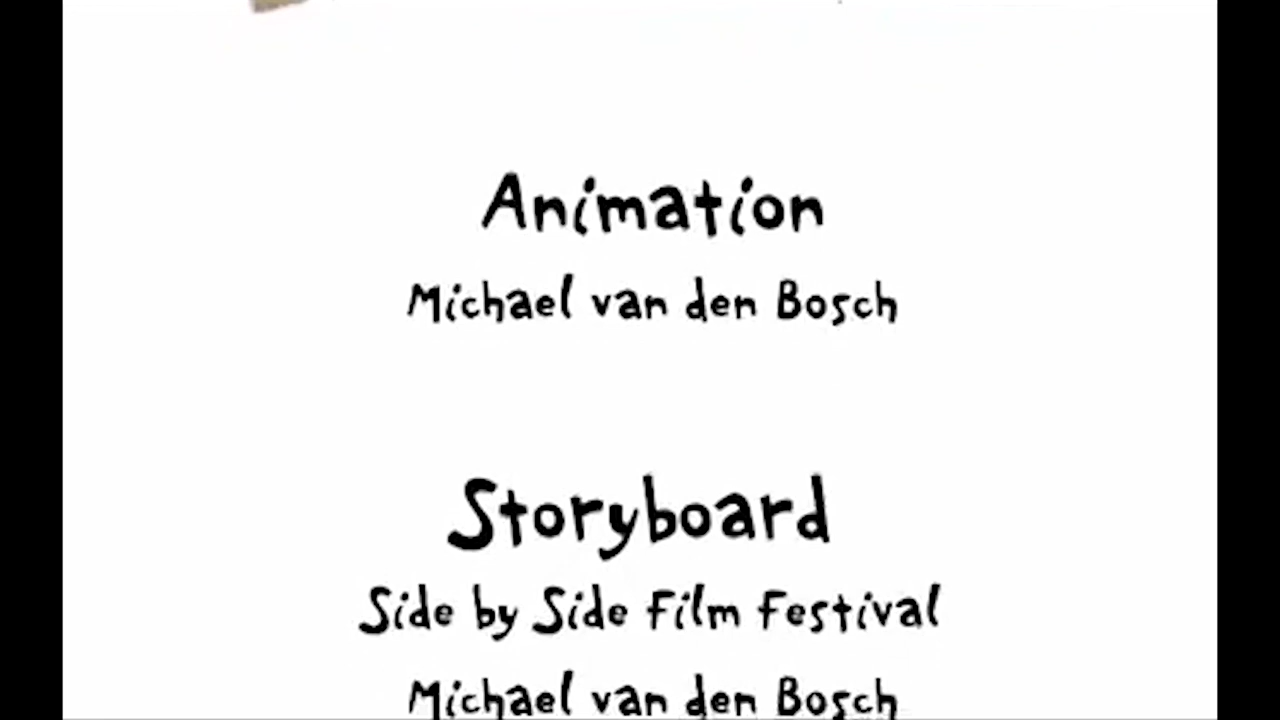 Animation
Michael van den Bosch
Storyboard
Side by Side Film Festival
Michael van den Bosch